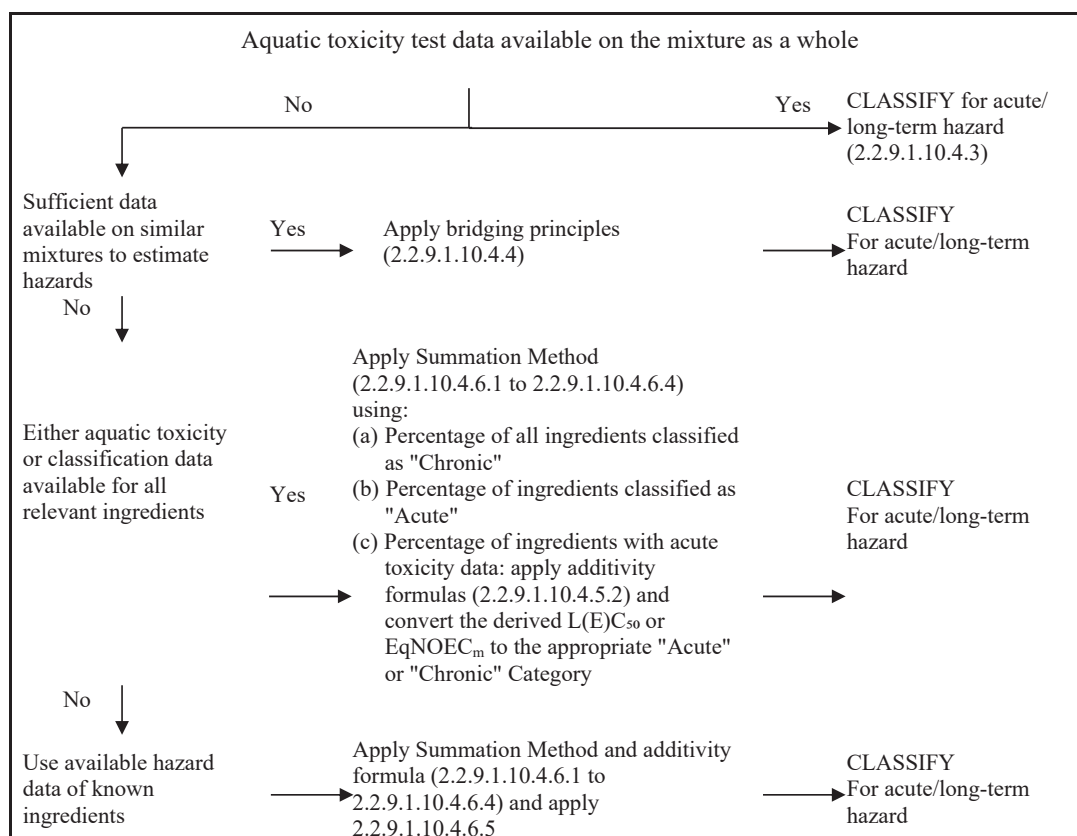 Aquatic toxicity test data available on the mixture as a whole
No
Yes
CLASSIFY for acute/
long-term hazard
(2.2.9.1.10.4.3)
Sufficient data
available on similar
mixtures to estimate
hazards
Yes
Apply bridging principles
(2.2.9.1.10.4.4)
CLASSIFY
For acute/long-term
hazard
No
Either aquatic toxicity
or classification data
available for all
relevant ingredients
Yes
Apply Summation Method
(2.2.9.1.10.4.6.1 to 2.2.9.1.10.4.6.4)
using:
(a) Percentage of all ingredients classified
as "Chronic"
(b) Percentage of ingredients classified as
"Acute"
(c) Percentage of ingredients with acute
toxicity data: apply additivity
formulas (2.2.9.1.10.4.5.2) and
convert the derived L(E)C₅₀ or
EqNOECₘ to the appropriate "Acute"
or "Chronic" Category
CLASSIFY
For acute/long-term
hazard
No
Use available hazard
data of known
ingredients
Apply Summation Method and additivity
formula (2.2.9.1.10.4.6.1 to
2.2.9.1.10.4.6.4) and apply
2.2.9.1.10.4.6.5
CLASSIFY
For acute/long-term
hazard